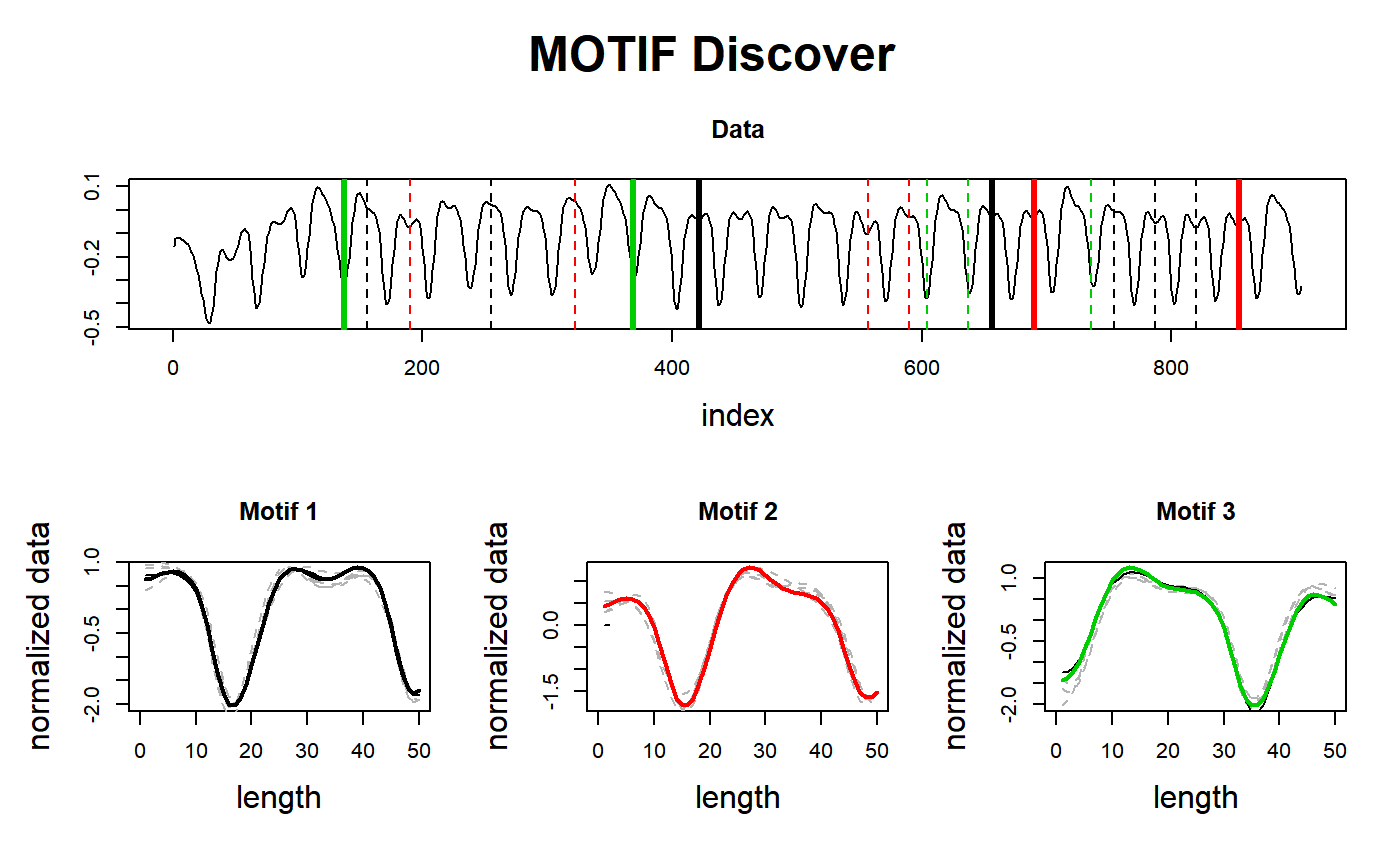 MOTIF Discover
Data
0.1
-0.2
-0.5
0 200 400 600 800
index
Motif 1
normalized data
1.0
-0.5
-2.0
0 10 20 30 40 50
length
Motif 2
normalized data
0.0
-1.5
0 10 20 30 40 50
length
Motif 3
normalized data
1.0
-0.5
-2.0
0 10 20 30 40 50
length